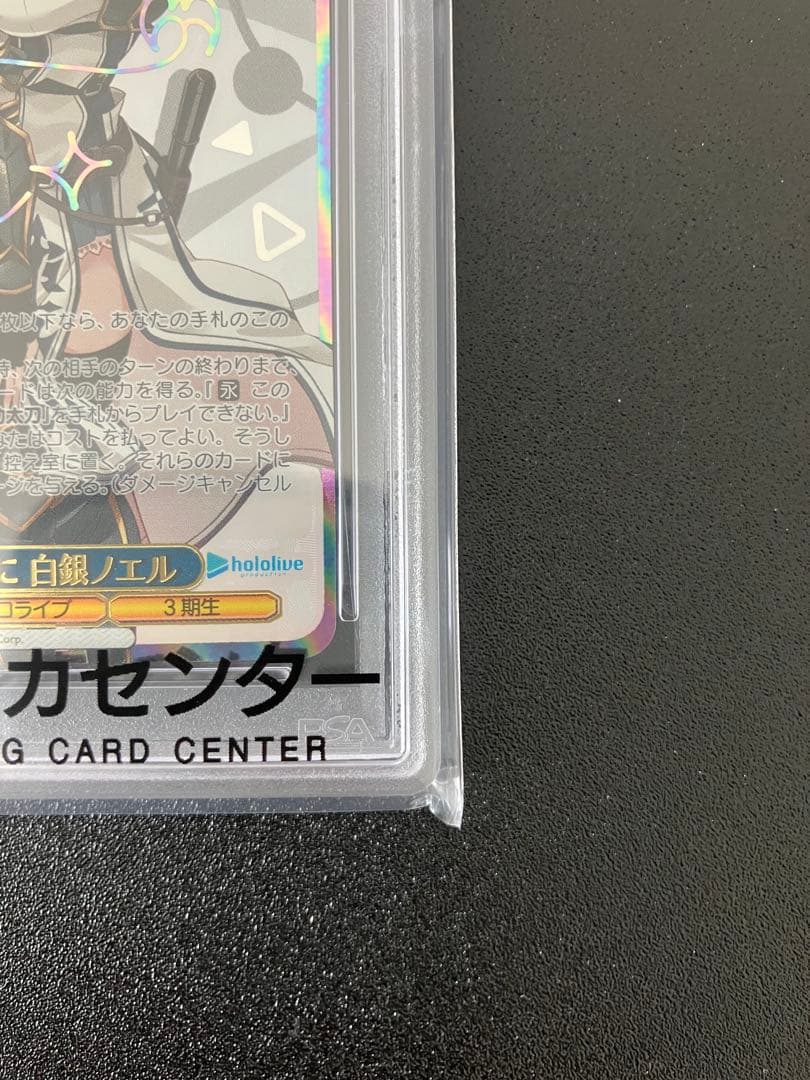 枚以下なら、あなたの手札のこの
時、次の相手のターンの終わりまで、
ードは次の能力を得る。『 永 この
太刀』を手札からプレイできない。』
なたはコストを払ってよい。そうし
控え室に置く。それらのカードに
ージを与える。(ダメージキャンセル
に 白銀ノエル hololive
production
コライブ 3期生
Corp.
カセンター
PSA
G CARD CENTER